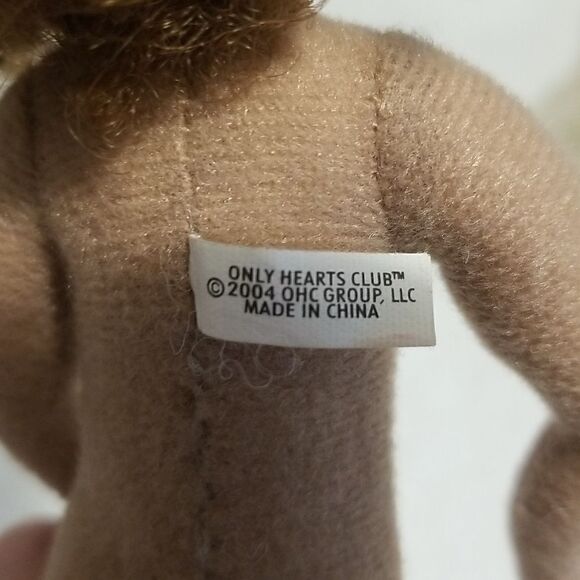 ONLY HEARTS CLUB™
©2004 OHC GROUP, LLC
MADE IN CHINA